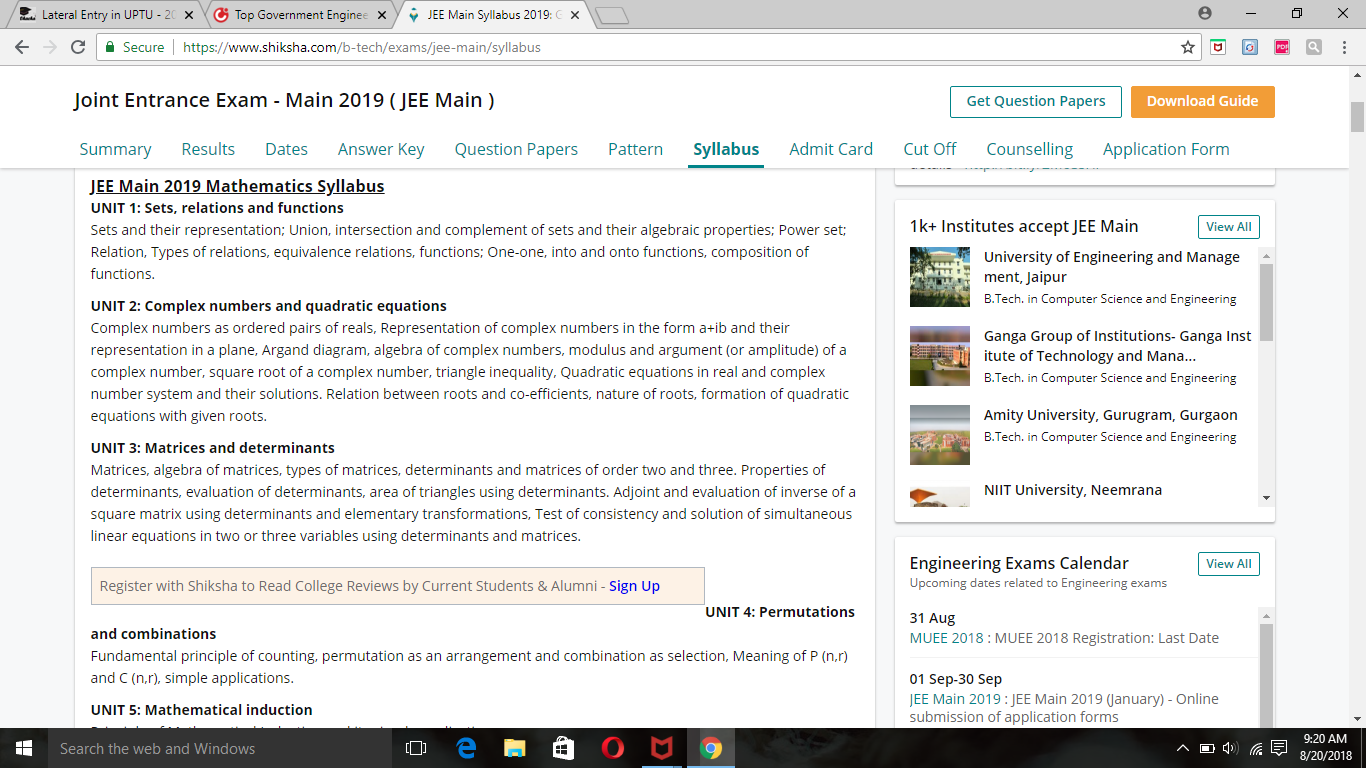 Lateral Entry in UPTU - 20
Top Government Enginee
JEE Main Syllabus 2019: G
Secure
https://www.shiksha.com/b-tech/exams/jee-main/syllabus
Joint Entrance Exam - Main 2019 ( JEE Main )
Get Question Papers
Download Guide
Summary Results Dates Answer Key Question Papers Pattern Syllabus Admit Card Cut Off Counselling Application Form
JEE Main 2019 Mathematics Syllabus
UNIT 1: Sets, relations and functions
Sets and their representation; Union, intersection and complement of sets and their algebraic properties; Power set;
Relation, Types of relations, equivalence relations, functions; One-one, into and onto functions, composition of
functions.
UNIT 2: Complex numbers and quadratic equations
Complex numbers as ordered pairs of reals, Representation of complex numbers in the form a+ib and their
representation in a plane, Argand diagram, algebra of complex numbers, modulus and argument (or amplitude) of a
complex number, square root of a complex number, triangle inequality, Quadratic equations in real and complex
number system and their solutions. Relation between roots and co-efficients, nature of roots, formation of quadratic
equations with given roots.
UNIT 3: Matrices and determinants
Matrices, algebra of matrices, types of matrices, determinants and matrices of order two and three. Properties of
determinants, evaluation of determinants, area of triangles using determinants. Adjoint and evaluation of inverse of a
square matrix using determinants and elementary transformations, Test of consistency and solution of simultaneous
linear equations in two or three variables using determinants and matrices.
Register with Shiksha to Read College Reviews by Current Students & Alumni - Sign Up
UNIT 4: Permutations
and combinations
Fundamental principle of counting, permutation as an arrangement and combination as selection, Meaning of P (n,r)
and C (n,r), simple applications.
UNIT 5: Mathematical induction
1k+ Institutes accept JEE Main
View All
University of Engineering and Manage
ment, Jaipur
B.Tech. in Computer Science and Engineering
Ganga Group of Institutions- Ganga Inst
itute of Technology and Mana...
B.Tech. in Computer Science and Engineering
Amity University, Gurugram, Gurgaon
B.Tech. in Computer Science and Engineering
NIIT University, Neemrana
Engineering Exams Calendar
View All
Upcoming dates related to Engineering exams
31 Aug
MUEE 2018 : MUEE 2018 Registration: Last Date
01 Sep-30 Sep
JEE Main 2019 : JEE Main 2019 (January) - Online
submission of application forms
Search the web and Windows
9:20 AM
8/20/2018